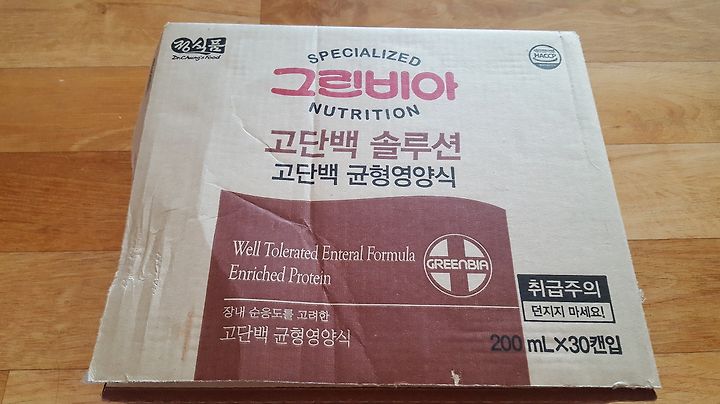 정식품
Dr.Chung's Food
SPECIALIZED
그린비아
NUTRITION
HACCP
고단백 솔루션
고단백 균형영양식
Well Tolerated Enteral Formula
Enriched Protein
GREENBIA
장내 순응도를 고려한
고단백 균형영양식
취급주의
던지지 마세요!
200 mL×30캔입